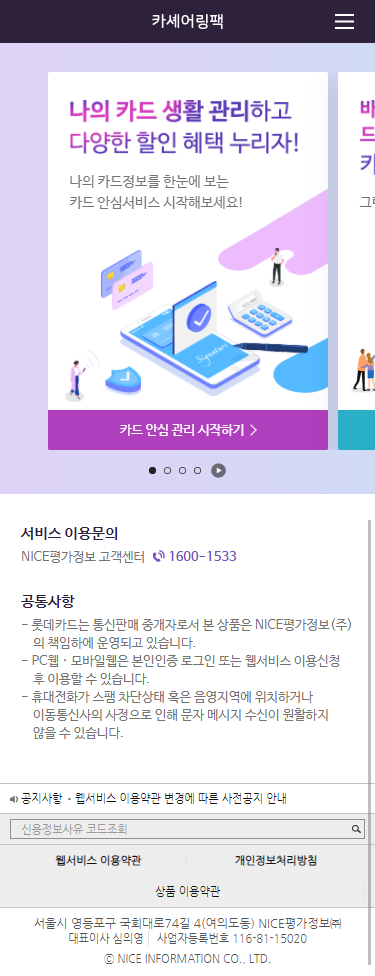 카셰어링팩
나의 카드 생활 관리하고
다양한 할인 혜택 누리자!
나의 카드정보를 한눈에 보는
카드 안심서비스 시작해보세요!
Signature
카드 안심 관리 시작하기
서비스 이용문의
NICE평가정보 고객센터 1600-1533
공통사항
- 롯데카드는 통신판매 중개자로서 본 상품은 NICE평가정보(주)
의 책임하에 운영되고 있습니다.
- PC웹 · 모바일웹은 본인인증 로그인 또는 웹서비스 이용신청
후 이용할 수 있습니다.
- 휴대전화가 스팸 차단상태 혹은 음영지역에 위치하거나
이동통신사의 사정으로 인해 문자 메시지 수신이 원활하지
않을 수 있습니다.
공지사항 · 웹서비스 이용약관 변경에 따른 사전공지 안내
신용정보사유 코드조회
웹서비스 이용약관 개인정보처리방침
상품 이용약관
서울시 영등포구 국회대로74길 4(여의도동) NICE평가정보㈜
대표이사 심의영 사업자등록번호 116-81-15020
ⓒ NICE INFORMATION CO., LTD.